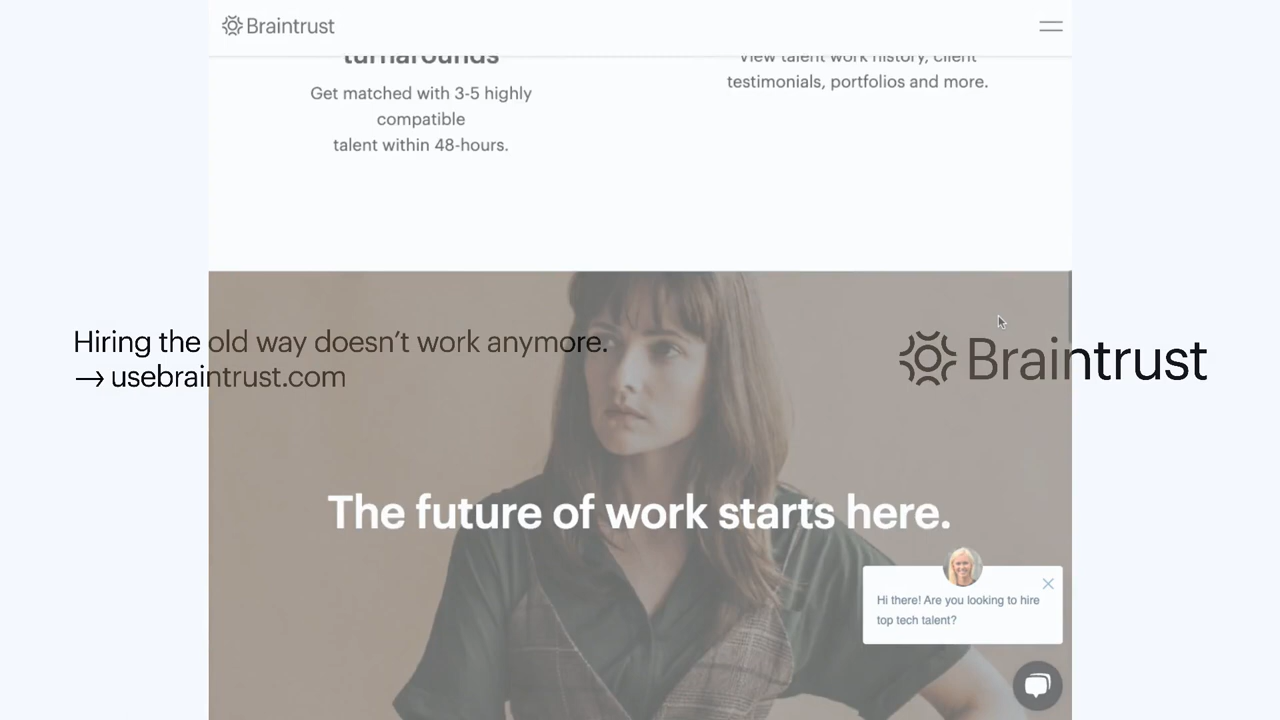 Braintrust
turnarounds
Get matched with 3-5 highly
compatible
talent within 48-hours.
View talent work history, client
testimonials, portfolios and more.
Hiring the old way doesn’t work anymore.
→ usebraintrust.com
Braintrust
The future of work starts here.
Hi there! Are you looking to hire
top tech talent?